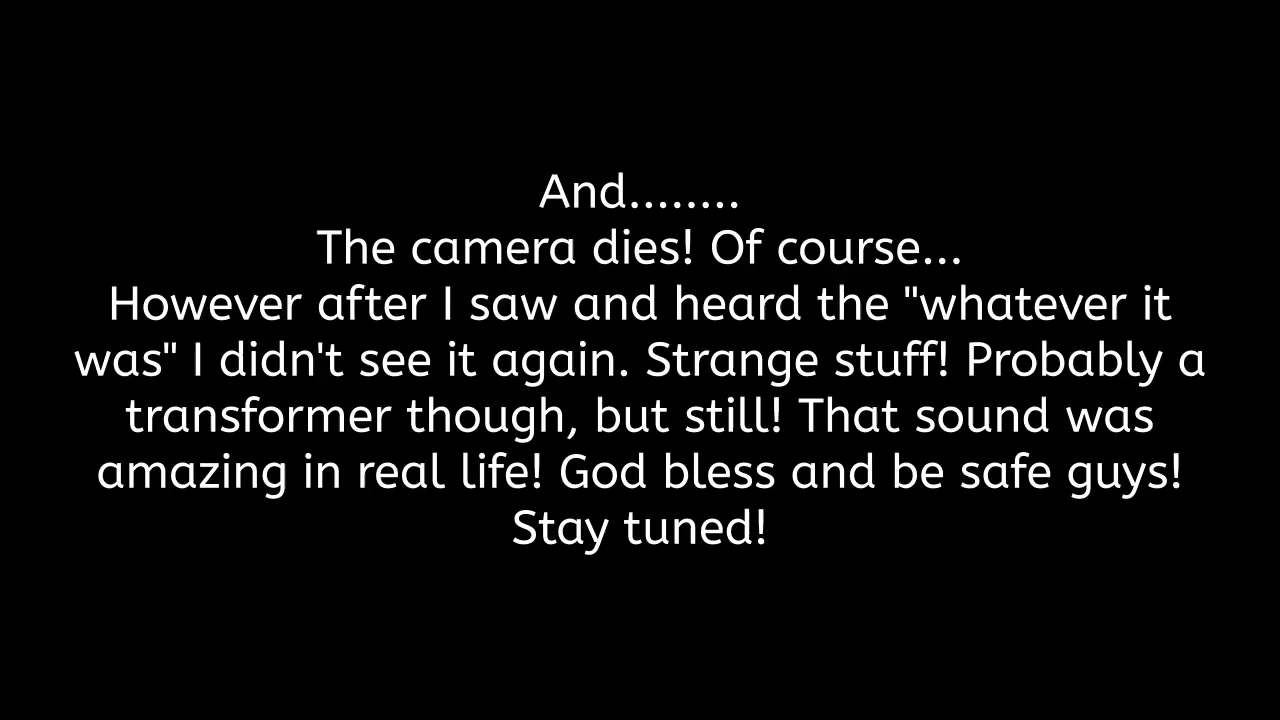 And........
The camera dies! Of course...
However after I saw and heard the "whatever it
was" I didn't see it again. Strange stuff! Probably a
transformer though, but still! That sound was
amazing in real life! God bless and be safe guys!
Stay tuned!